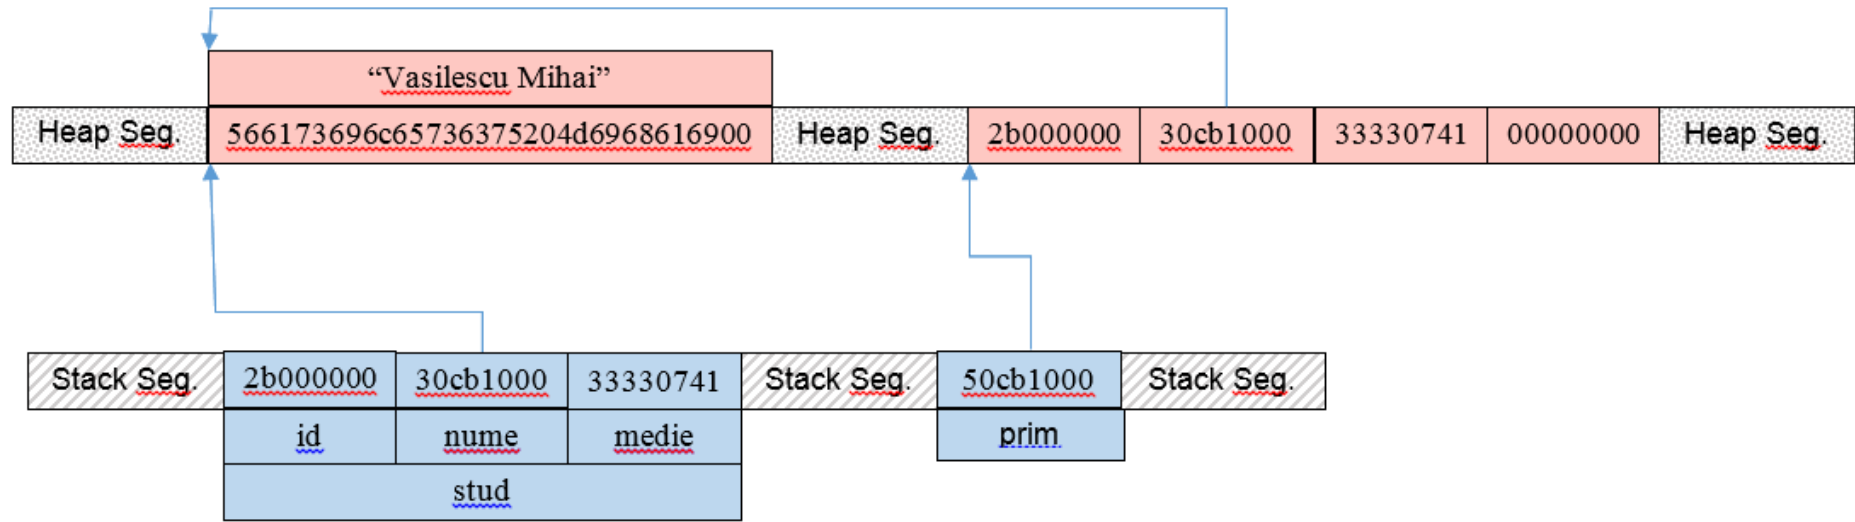 “Vasilescu Mihai”
Heap Seg. 566173696c65736375204d6968616900 Heap Seg. 2b000000 30cb1000 33330741 00000000 Heap Seg.
Stack Seg. 2b000000 30cb1000 33330741 Stack Seg. 50cb1000 Stack Seg.
id nume medie prim
stud